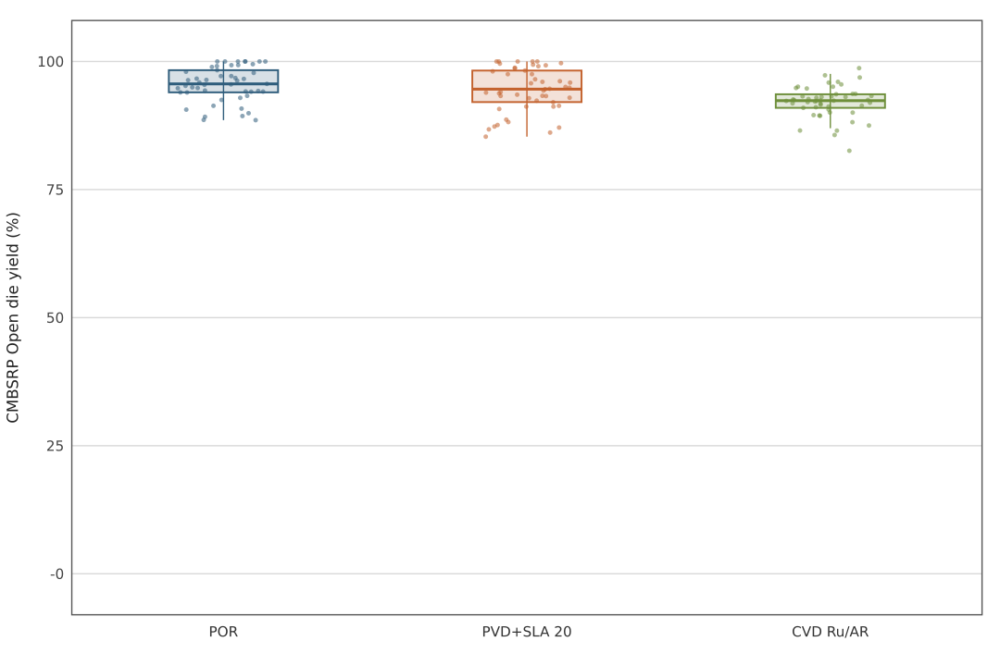 CMBSRP Open die yield (%)
100
75
50
25
-0
POR
PVD+SLA 20
CVD Ru/AR